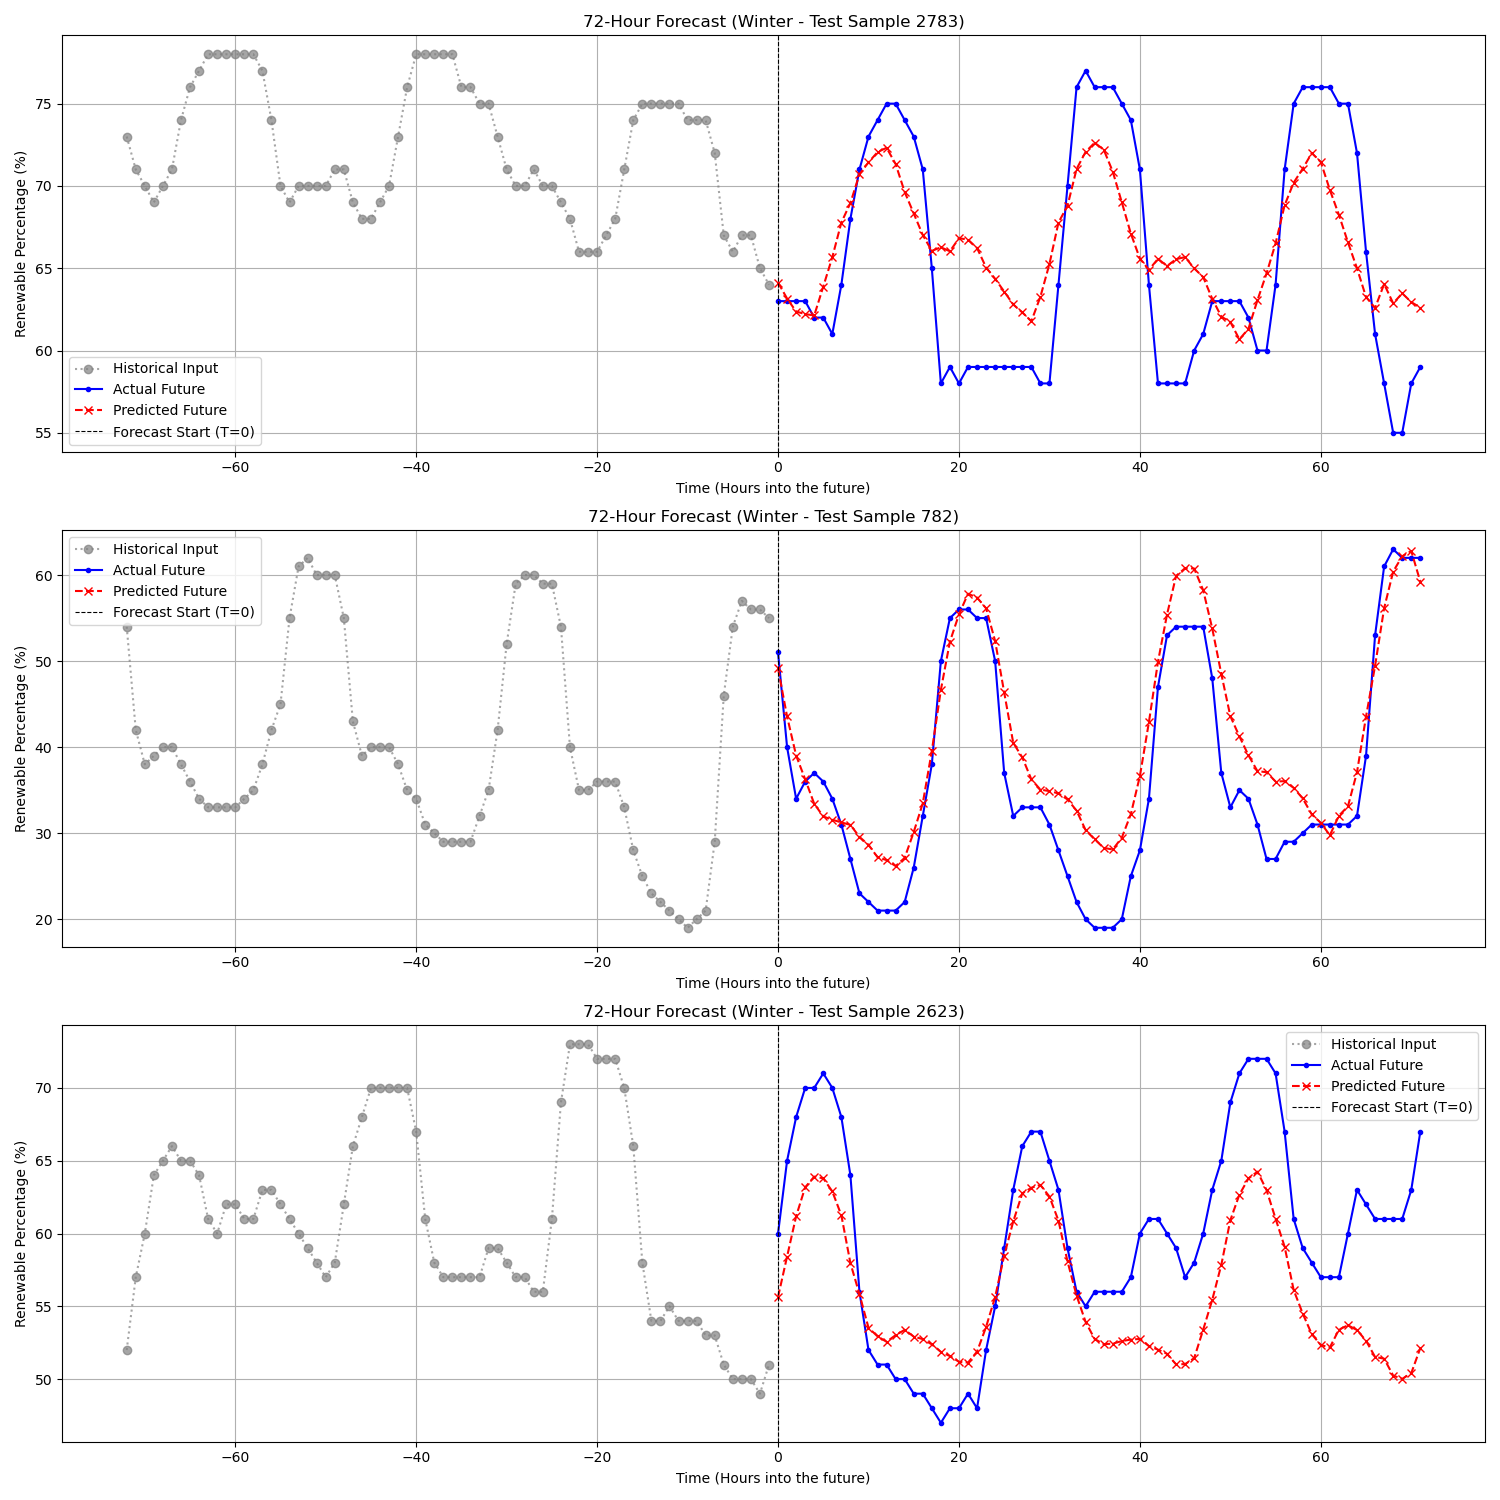 72-Hour Forecast (Winter - Test Sample 2783)
Renewable Percentage (%)
75
70
65
60
55
Historical Input
Actual Future
Predicted Future
Forecast Start (T=0)
−60 −40 −20 0 20 40 60
Time (Hours into the future)
72-Hour Forecast (Winter - Test Sample 782)
Renewable Percentage (%)
60
50
40
30
20
Historical Input
Actual Future
Predicted Future
Forecast Start (T=0)
−60 −40 −20 0 20 40 60
Time (Hours into the future)
72-Hour Forecast (Winter - Test Sample 2623)
Renewable Percentage (%)
70
65
60
55
50
Historical Input
Actual Future
Predicted Future
Forecast Start (T=0)
−60 −40 −20 0 20 40 60
Time (Hours into the future)